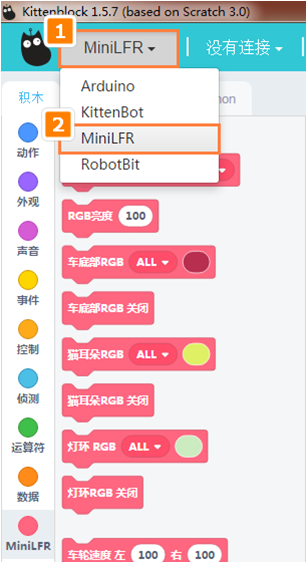 Kittenblock 1.5.7 (based on Scratch 3.0)
1
MiniLFR
没有连接
积木
Arduino
KittenBot
2
MiniLFR
RobotBit
动作
外观
声音
事件
控制
侦测
运算符
数据
MiniLFR
RGB亮度 100
车底部RGB ALL
车底部RGB 关闭
猫耳朵RGB ALL
猫耳朵RGB 关闭
灯环 RGB ALL
灯环RGB 关闭
车轮速度 左 100 右 100